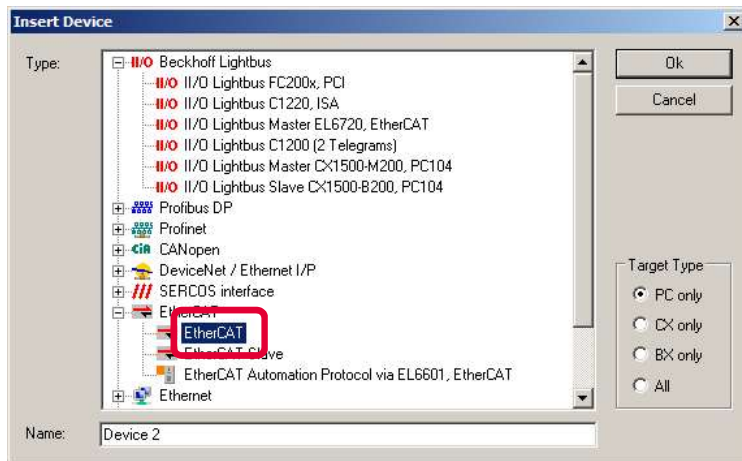 Insert Device
Type:
II/O Beckhoff Lightbus
II/O II/O Lightbus FC200x, PCI
II/O II/O Lightbus C1220, ISA
II/O II/O Lightbus Master EL6720, EtherCAT
II/O II/O Lightbus C1200 (2 Telegrams)
II/O II/O Lightbus Master CX1500-M200, PC104
II/O II/O Lightbus Slave CX1500-B200, PC104
Profibus DP
Profinet
CiA CANopen
DeviceNet / Ethernet I/P
SERCOS interface
EtherCAT
EtherCAT
EtherCAT Slave
EtherCAT Automation Protocol via EL6601, EtherCAT
Ethernet
Ok
Cancel
Target Type
PC only
CX only
BX only
All
Name: Device 2